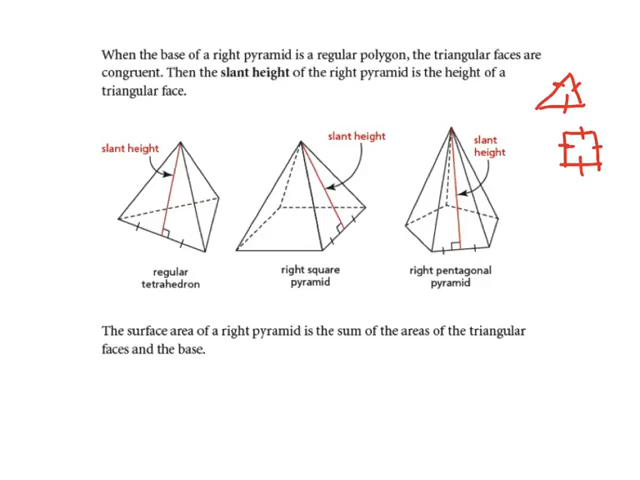 When the base of a right pyramid is a regular polygon, the triangular faces are
congruent. Then the slant height of the right pyramid is the height of a
triangular face.
slant height
slant height
slant
height
regular
tetrahedron
right square
pyramid
right pentagonal
pyramid
The surface area of a right pyramid is the sum of the areas of the triangular
faces and the base.